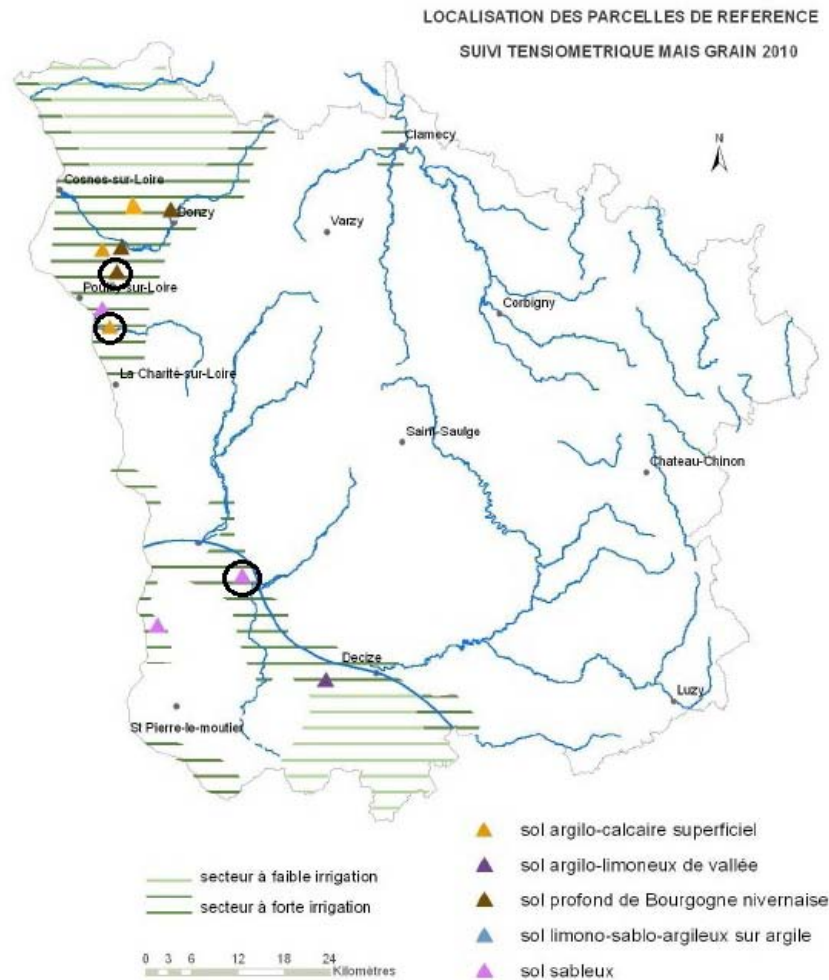 LOCALISATION DES PARCELLES DE REFERENCE
SUIVI TENSIOMETRIQUE MAIS GRAIN 2010
Clamecy
N
Cosnes-sur-Loire
Donzy
Varzy
Pouilly-sur-Loire
Corbigny
La Charité-sur-Loire
Saint-Saulge
Chateau-Chinon
Decize
Luzy
St Pierre-le-moutier
sol argilo-calcaire superficiel
secteur à faible irrigation
sol argilo-limoneux de vallée
secteur à forte irrigation
sol profond de Bourgogne nivernaise
sol limono-sablo-argileux sur argile
0 3 6 12 18 24
Kilomètres
sol sableux